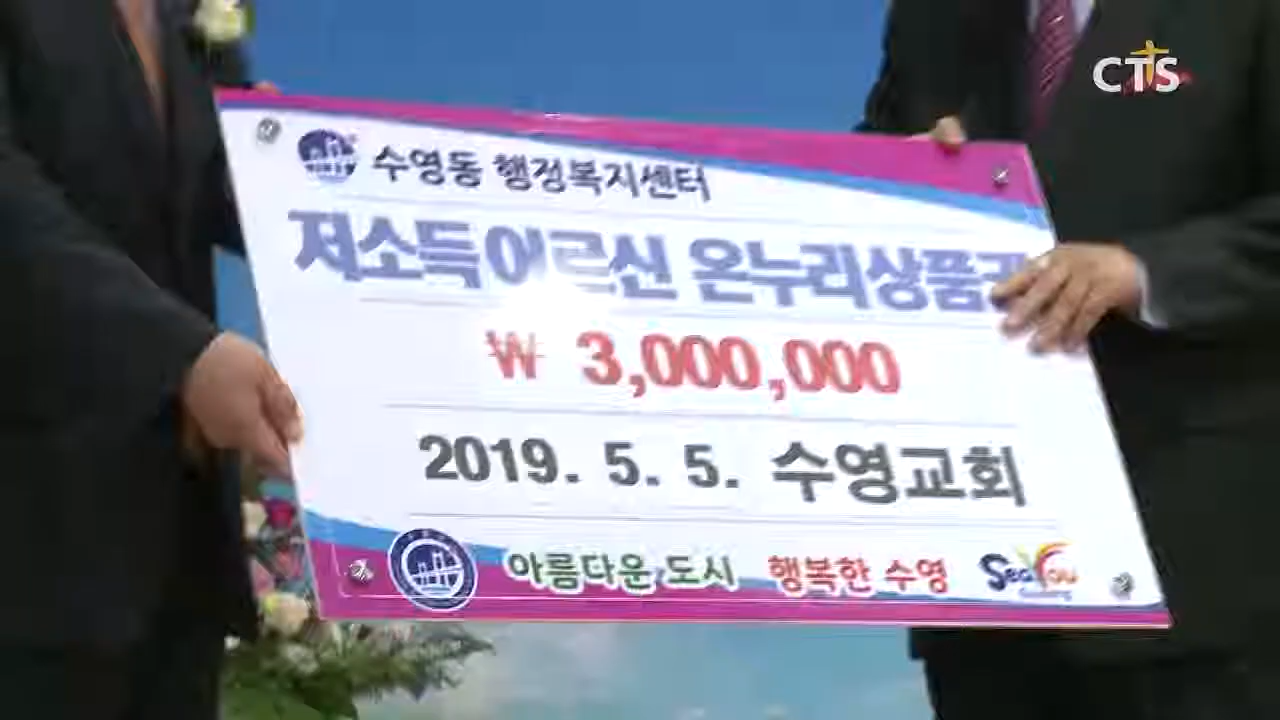 CTS
수영동 행정복지센터
저소득어르신 온누리상품권
₩ 3,000,000
2019. 5. 5. 수영교회
아름다운 도시 행복한 수영
SeaYou